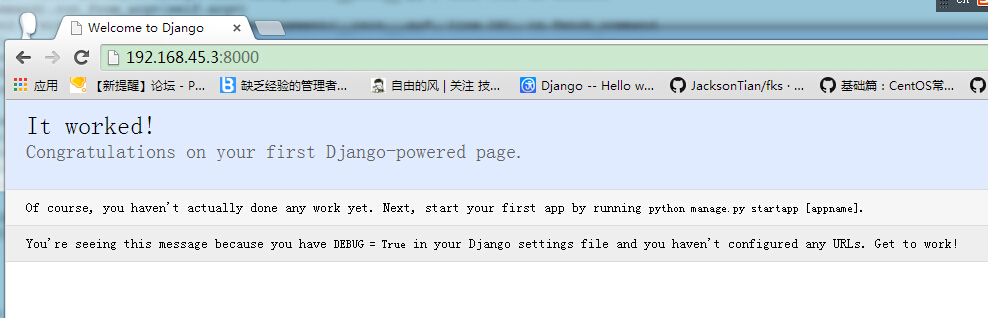 Welcome to Django
192.168.45.3:8000
应用 【新提醒】论坛 - P... 缺乏经验的管理者... 自由的风 | 关注 技... Django -- Hello w... JacksonTian/fks · ... 基础篇：CentOS常...
It worked!
Congratulations on your first Django-powered page.
Of course, you haven't actually done any work yet. Next, start your first app by running python manage.py startapp [appname].
You're seeing this message because you have DEBUG = True in your Django settings file and you haven't configured any URLs. Get to work!